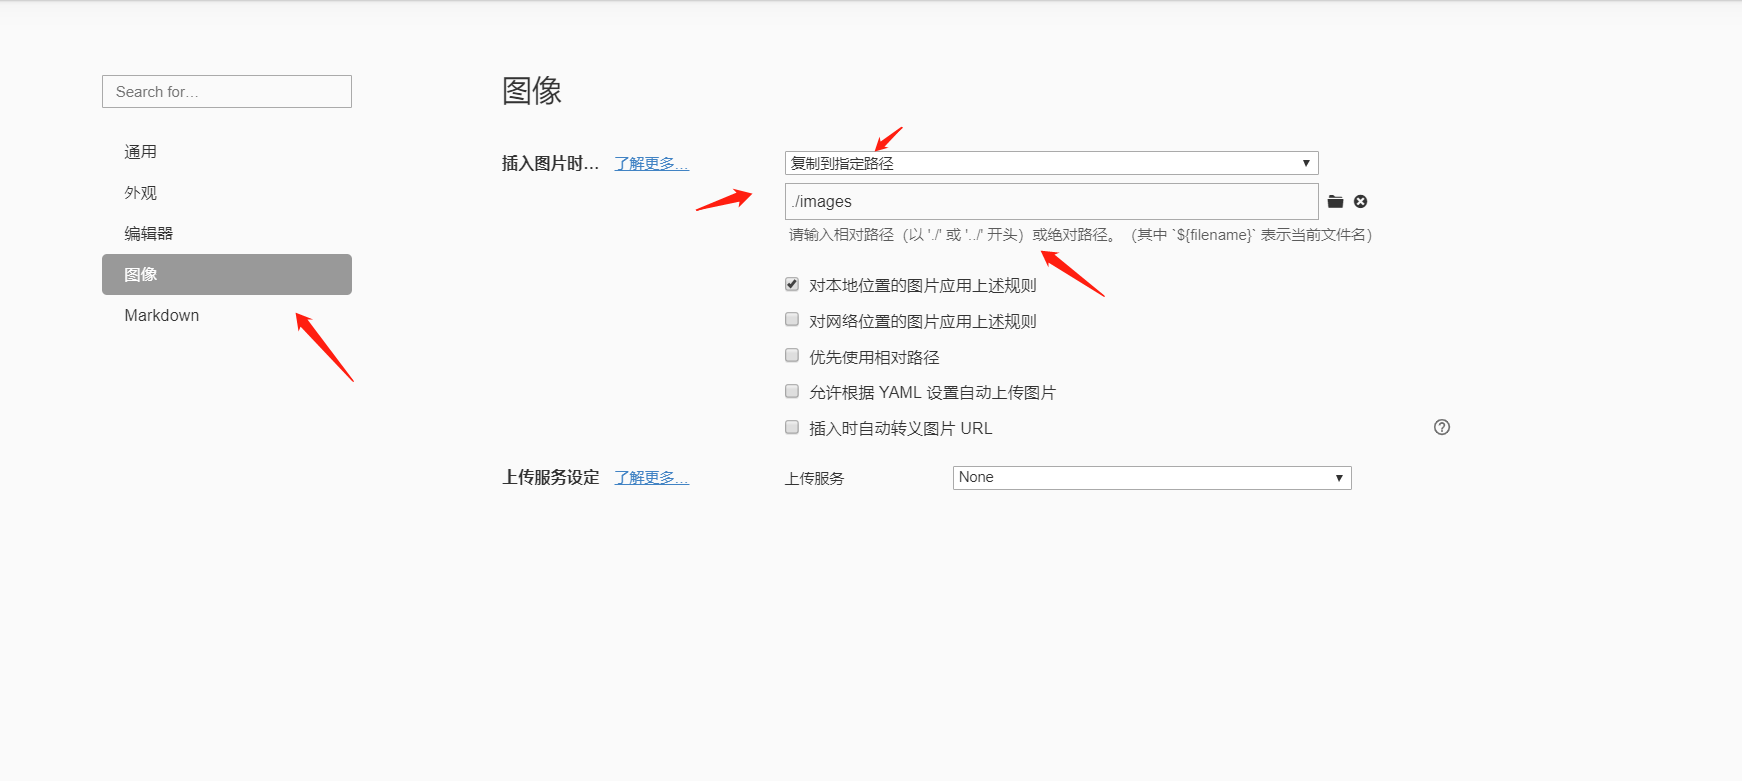 Search for…
通用
外观
编辑器
图像
Markdown
图像
插入图片时... 了解更多...
复制到指定路径
./images
请输入相对路径（以 './' 或 '../' 开头）或绝对路径。（其中 `${filename}` 表示当前文件名）
对本地位置的图片应用上述规则
对网络位置的图片应用上述规则
优先使用相对路径
允许根据 YAML 设置自动上传图片
插入时自动转义图片 URL
上传服务设定 了解更多... 上传服务 None